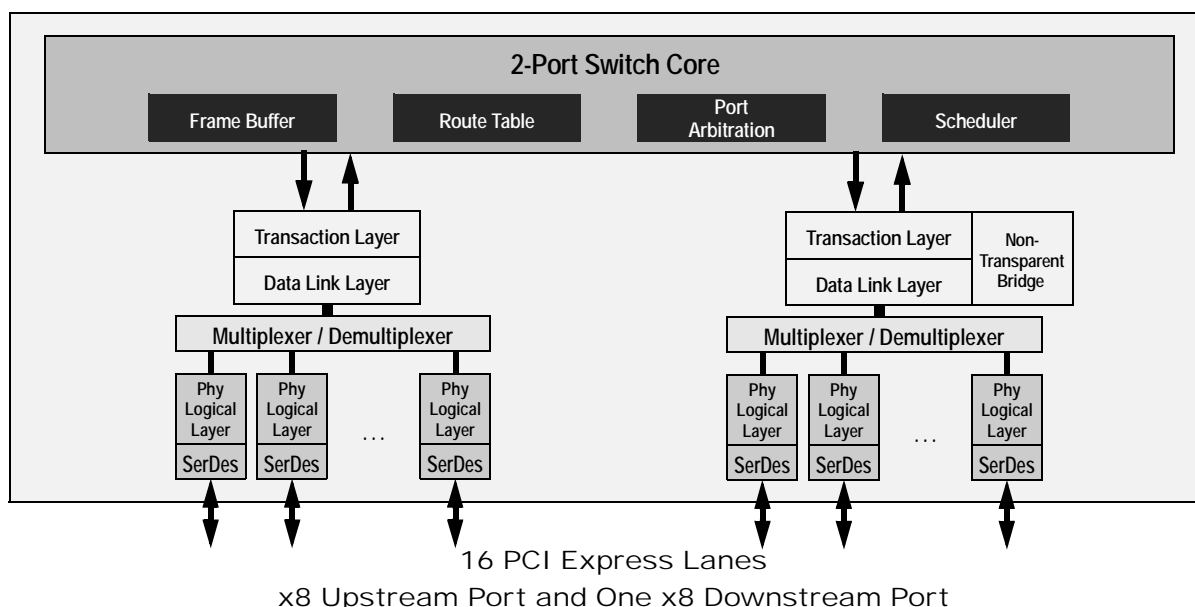 2-Port Switch Core
Frame Buffer
Route Table
Port
Arbitration
Scheduler
Transaction Layer
Data Link Layer
Multiplexer / Demultiplexer
Phy
Logical
Layer
SerDes
Phy
Logical
Layer
SerDes
...
Phy
Logical
Layer
SerDes
Transaction Layer
Data Link Layer
Non-
Transparent
Bridge
Multiplexer / Demultiplexer
Phy
Logical
Layer
SerDes
Phy
Logical
Layer
SerDes
...
Phy
Logical
Layer
SerDes
16 PCI Express Lanes
x8 Upstream Port and One x8 Downstream Port